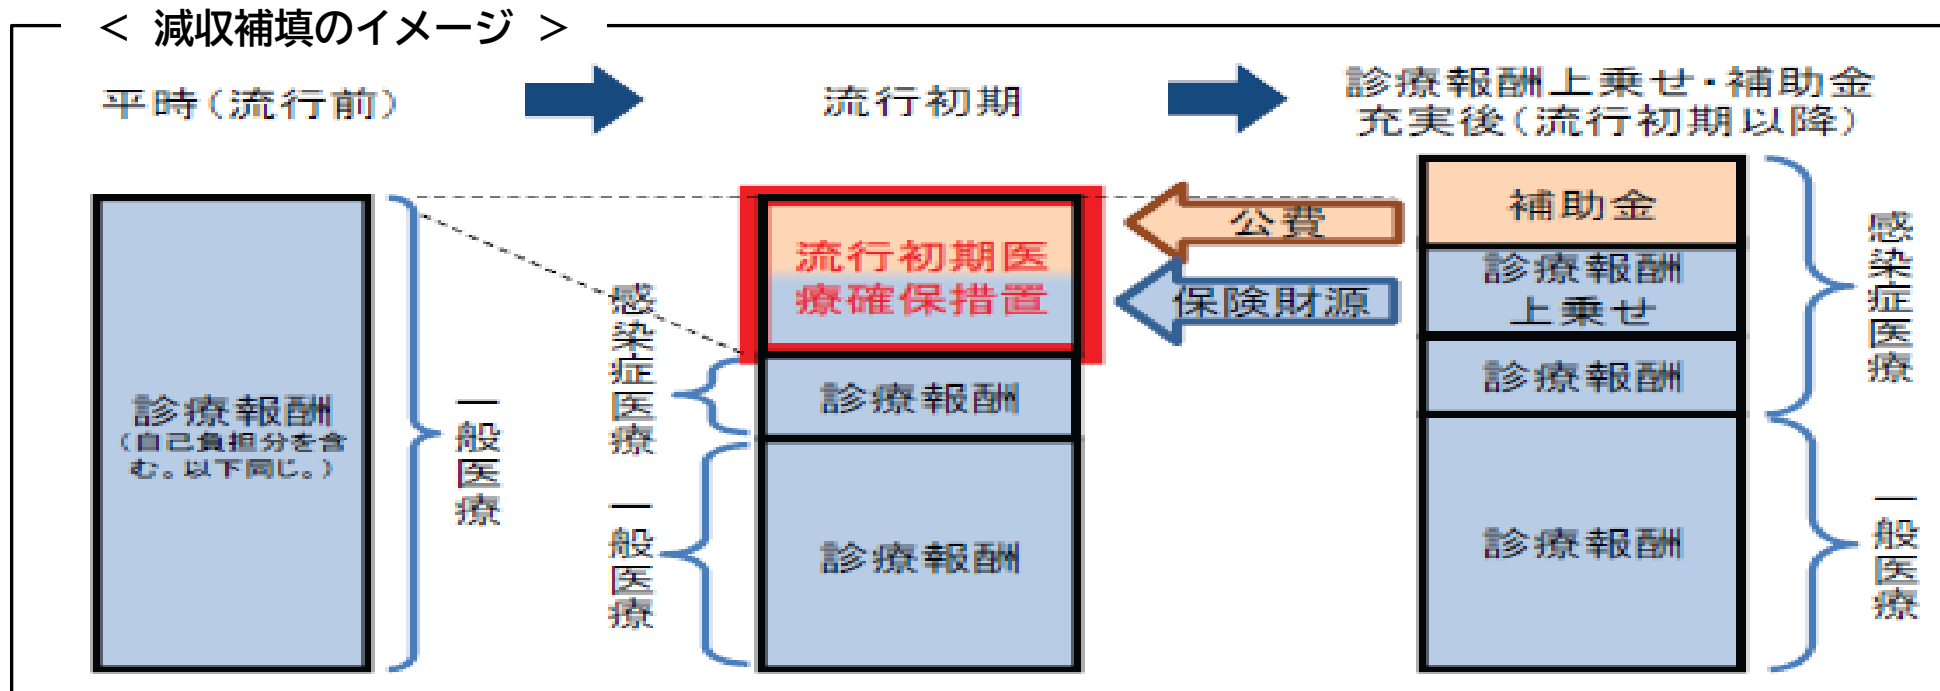 ＜ 減収補填のイメージ ＞
平時（流行前）
流行初期
診療報酬上乗せ・補助金
充実後（流行初期以降）
診療報酬
（自己負担分を含
む。以下同じ。）
一般医療
流行初期医
療確保措置
診療報酬
診療報酬
感染症医療
一般医療
公費
保険財源
補助金
診療報酬
上乗せ
診療報酬
診療報酬
感染症医療
一般医療